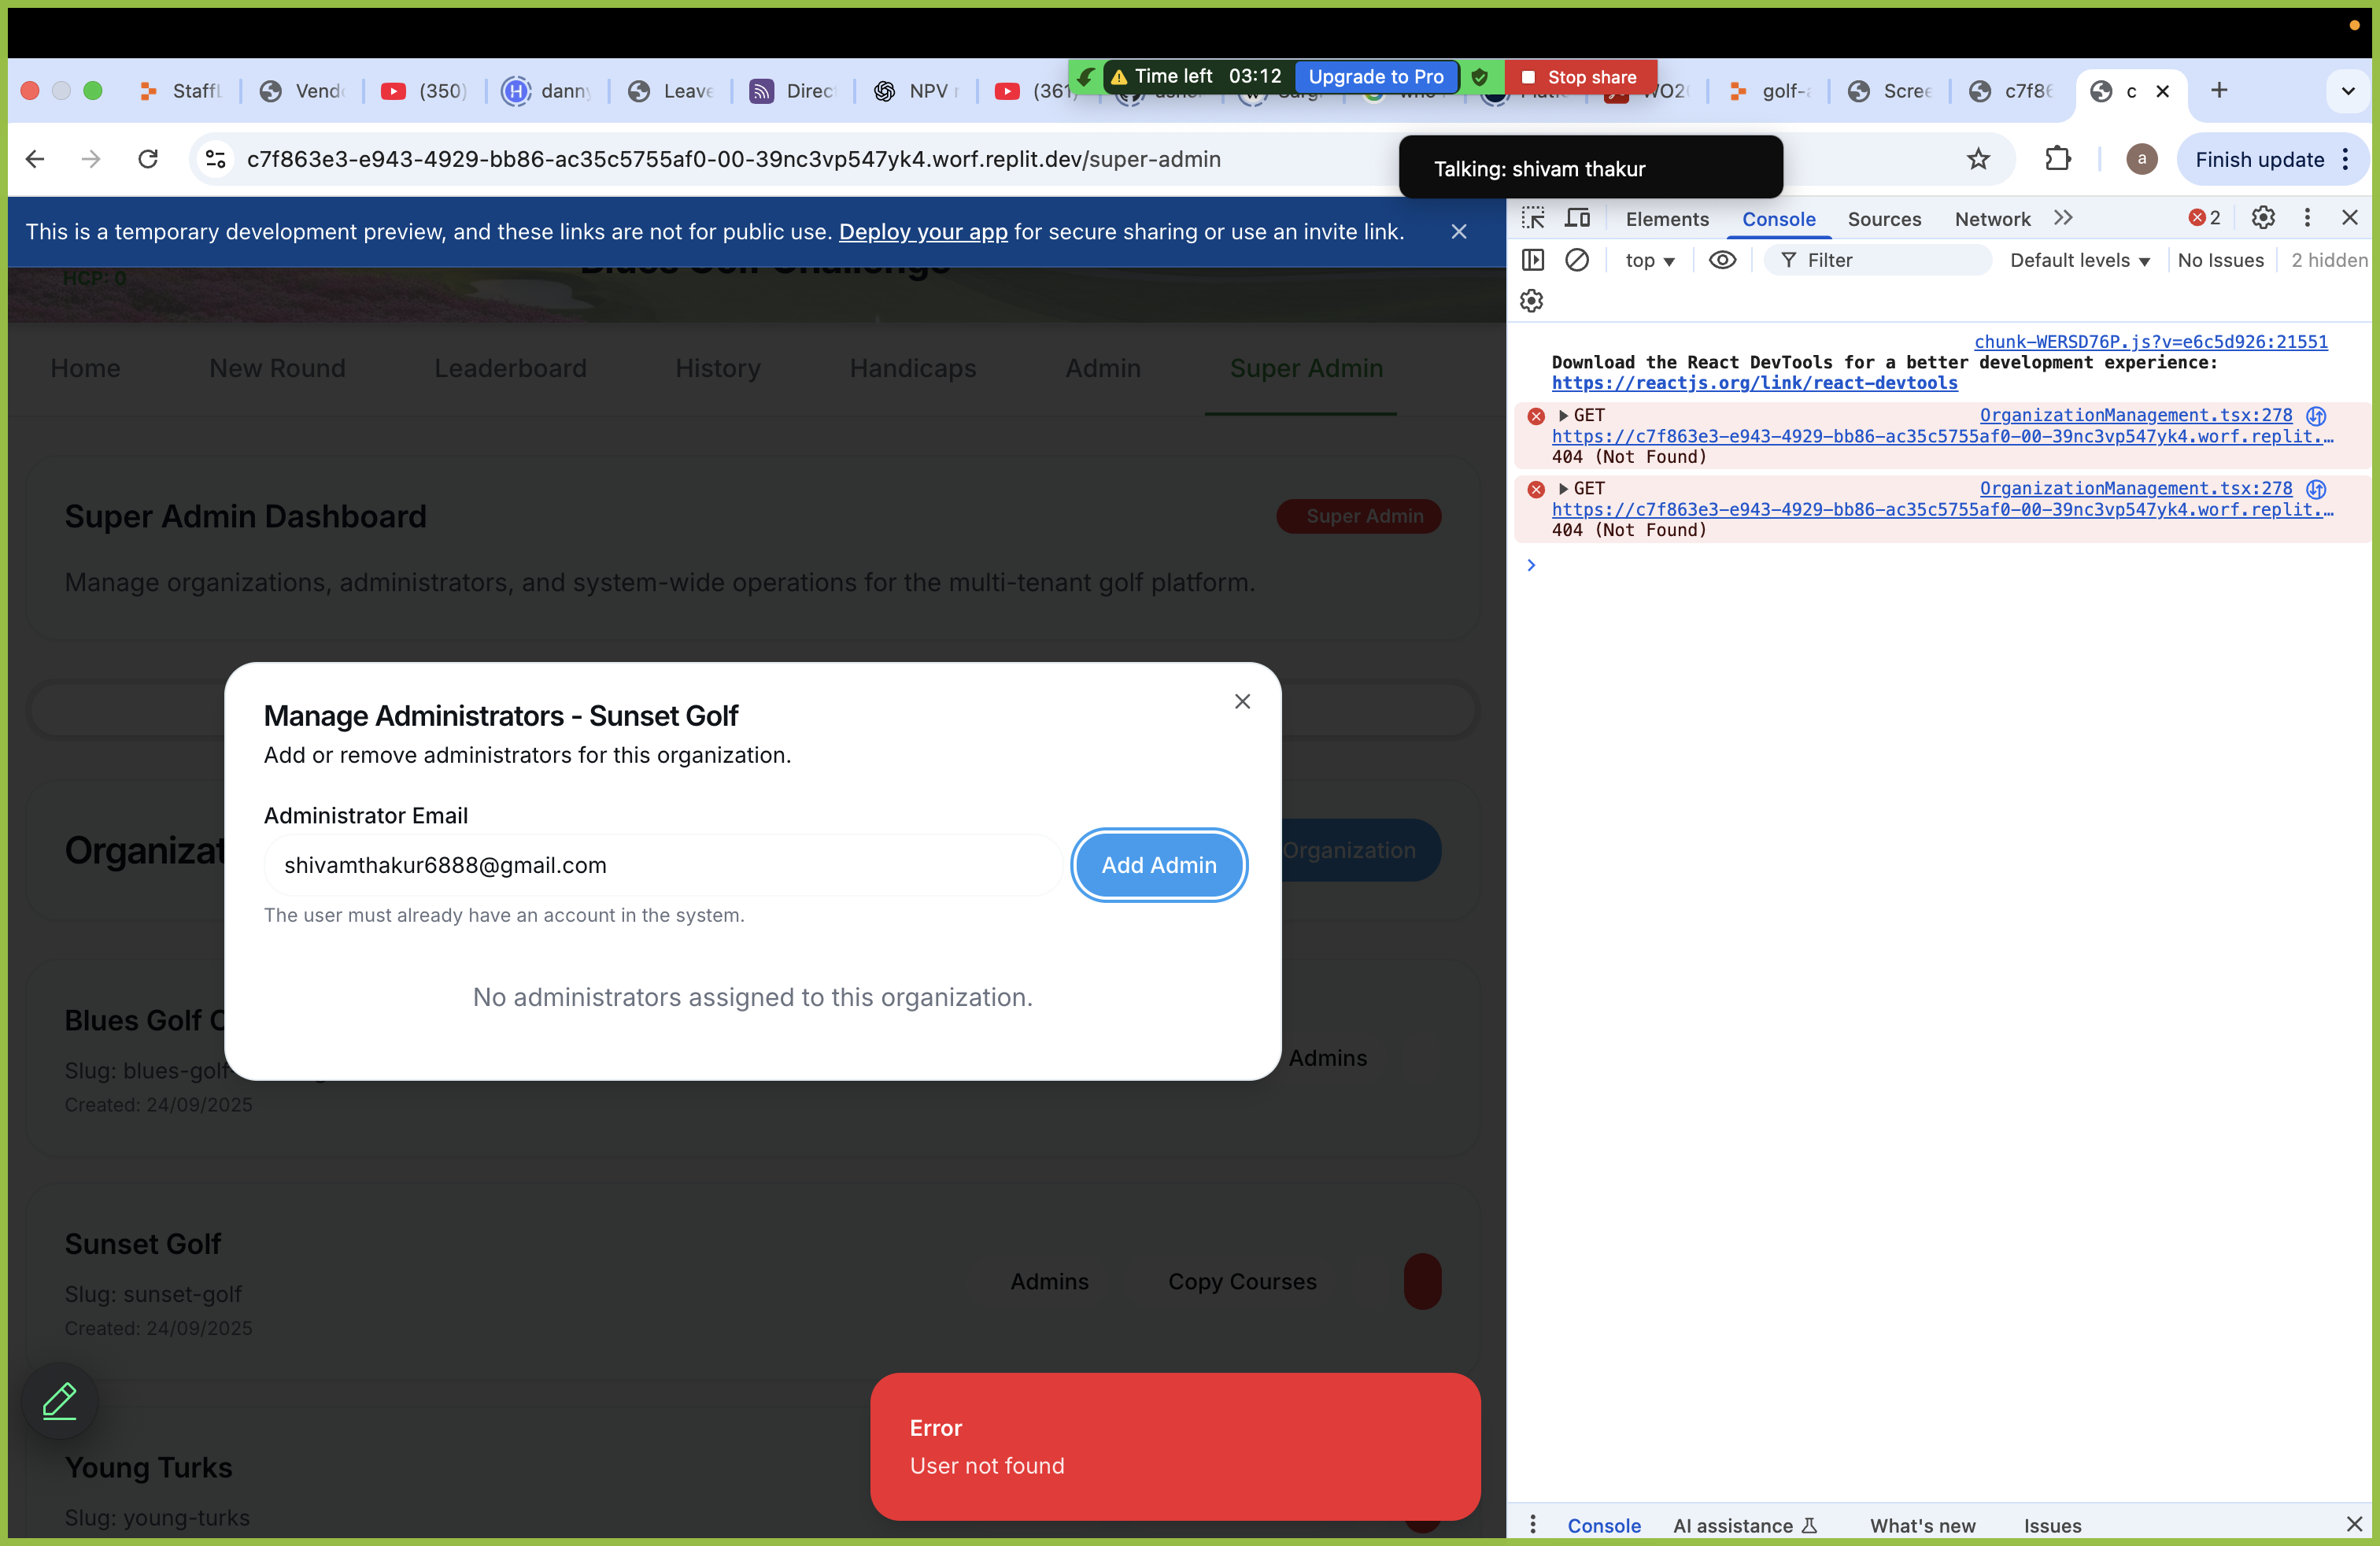 StaffL
Vend
(350)
danny
Leave
Direc
NPV
(361
Time left 03:12 Upgrade to Pro
Stop share
golf-a
Scree
c7f86
c
c7f863e3-e943-4929-bb86-ac35c5755af0-00-39nc3vp547yk4.worf.replit.dev/super-admin
Talking: shivam thakur
a
Finish update
This is a temporary development preview, and these links are not for public use. Deploy your app for secure sharing or use an invite link.
HCP: 0
Blues Golf Challenge
Home New Round Leaderboard History Handicaps Admin Super Admin
Super Admin Dashboard
Super Admin
Manage organizations, administrators, and system-wide operations for the multi-tenant golf platform.
Manage Administrators - Sunset Golf
Add or remove administrators for this organization.
Administrator Email
shivamthakur6888@gmail.com
Add Admin
The user must already have an account in the system.
No administrators assigned to this organization.
Organizat
Organization
Blues Golf C
Slug: blues-golf-
Created: 24/09/2025
Admins
Sunset Golf
Slug: sunset-golf
Created: 24/09/2025
Admins
Copy Courses
Young Turks
Slug: young-turks
Error
User not found
Elements Console Sources Network
2
top
Filter
Default levels
No Issues
2 hidden
chunk-WERSD76P.js?v=e6c5d926:21551
Download the React DevTools for a better development experience:
https://reactjs.org/link/react-devtools
GET OrganizationManagement.tsx:278
https://c7f863e3-e943-4929-bb86-ac35c5755af0-00-39nc3vp547yk4.worf.replit.…
404 (Not Found)
GET OrganizationManagement.tsx:278
https://c7f863e3-e943-4929-bb86-ac35c5755af0-00-39nc3vp547yk4.worf.replit.…
404 (Not Found)
Console AI assistance What's new Issues